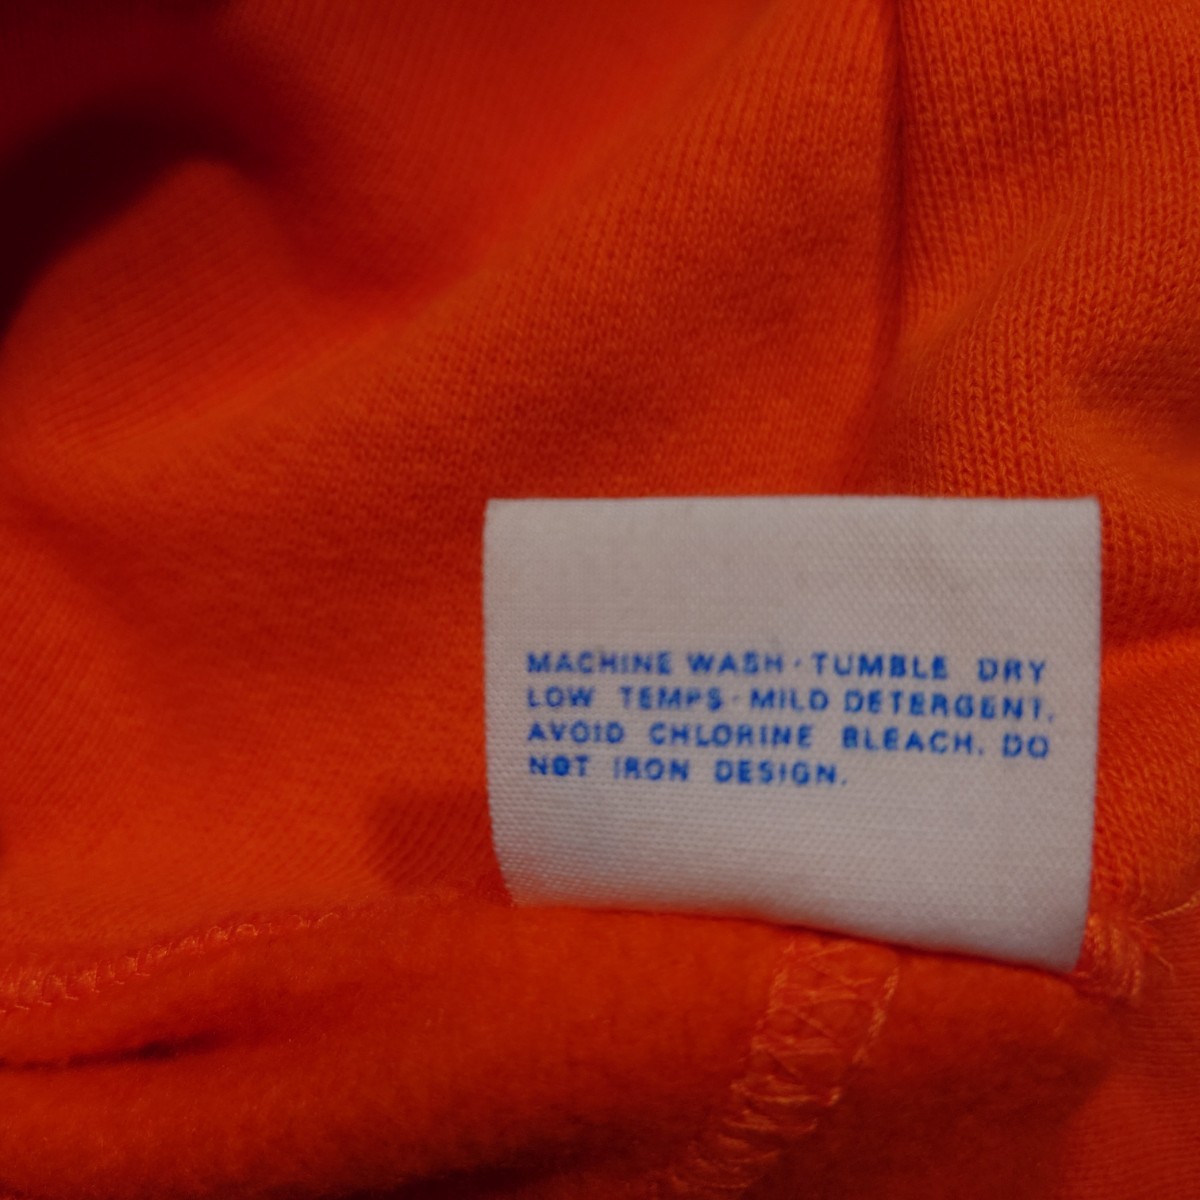 MACHINE WASH · TUMBLE DRY
LOW TEMPS · MILD DETERGENT.
AVOID CHLORINE BLEACH. DO
NOT IRON DESIGN.